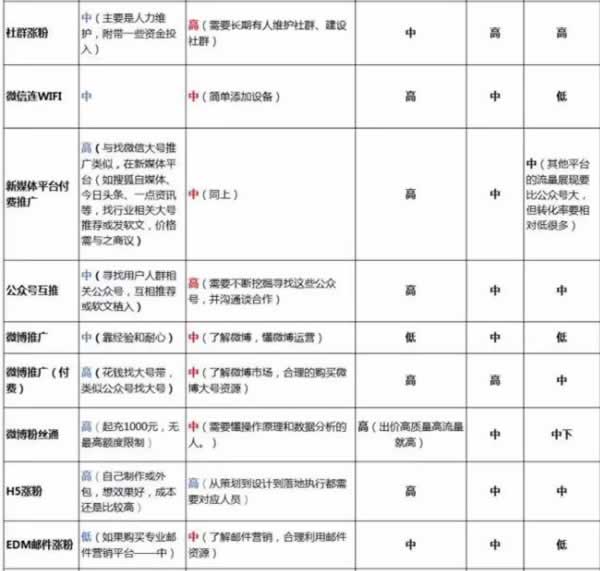 社群涨粉
中（主要是人力维
护，附带一些资金投
入）
高（需要长期有人维护社群、建设
社群）
中
高
高
微信连WIFI
中
中（简单添加设备）
高
中
低
新媒体平台付
费推广
高（与找微信大号推
广类似，在新媒体平
台（如搜狐自媒体、
今日头条、一点资讯
等，找行业相关大号
推荐或发软文，价格
需与之商议）
中（同上）
高
中
中（其他平台
的流量展现要
比公众号大，
但转化率要相
对低很多）
公众号互推
中（寻找用户人群相
关公众号，互相推荐
或软文植入）
高（需要不断挖掘寻找这些公众
号，并沟通谈合作）
高
中
中
微博推广
中（靠经验和耐心）
中（了解微博，懂微博运营）
低
中
低
微博推广（付
费）
高（花钱找大号带，
类似公众号找大号）
中（了解微博市场，合理的购买微
博大号资源）
高
高
中
微博粉丝通
高（起充1000元，无
最高额度限制）
中（需要懂操作原理和数据分析的
人。）
高（出价高质量高流量
就高）
中
中下
H5涨粉
高（自己制作或外
包，想效果好，成本
还是比较高）
高（从策划到设计到落地执行都需
要对应人员）
高
中
中
EDM邮件涨粉
低（如果购买专业邮
件营销平台——中）
中（了解邮件营销，合理利用邮件
资源）
中
中
低